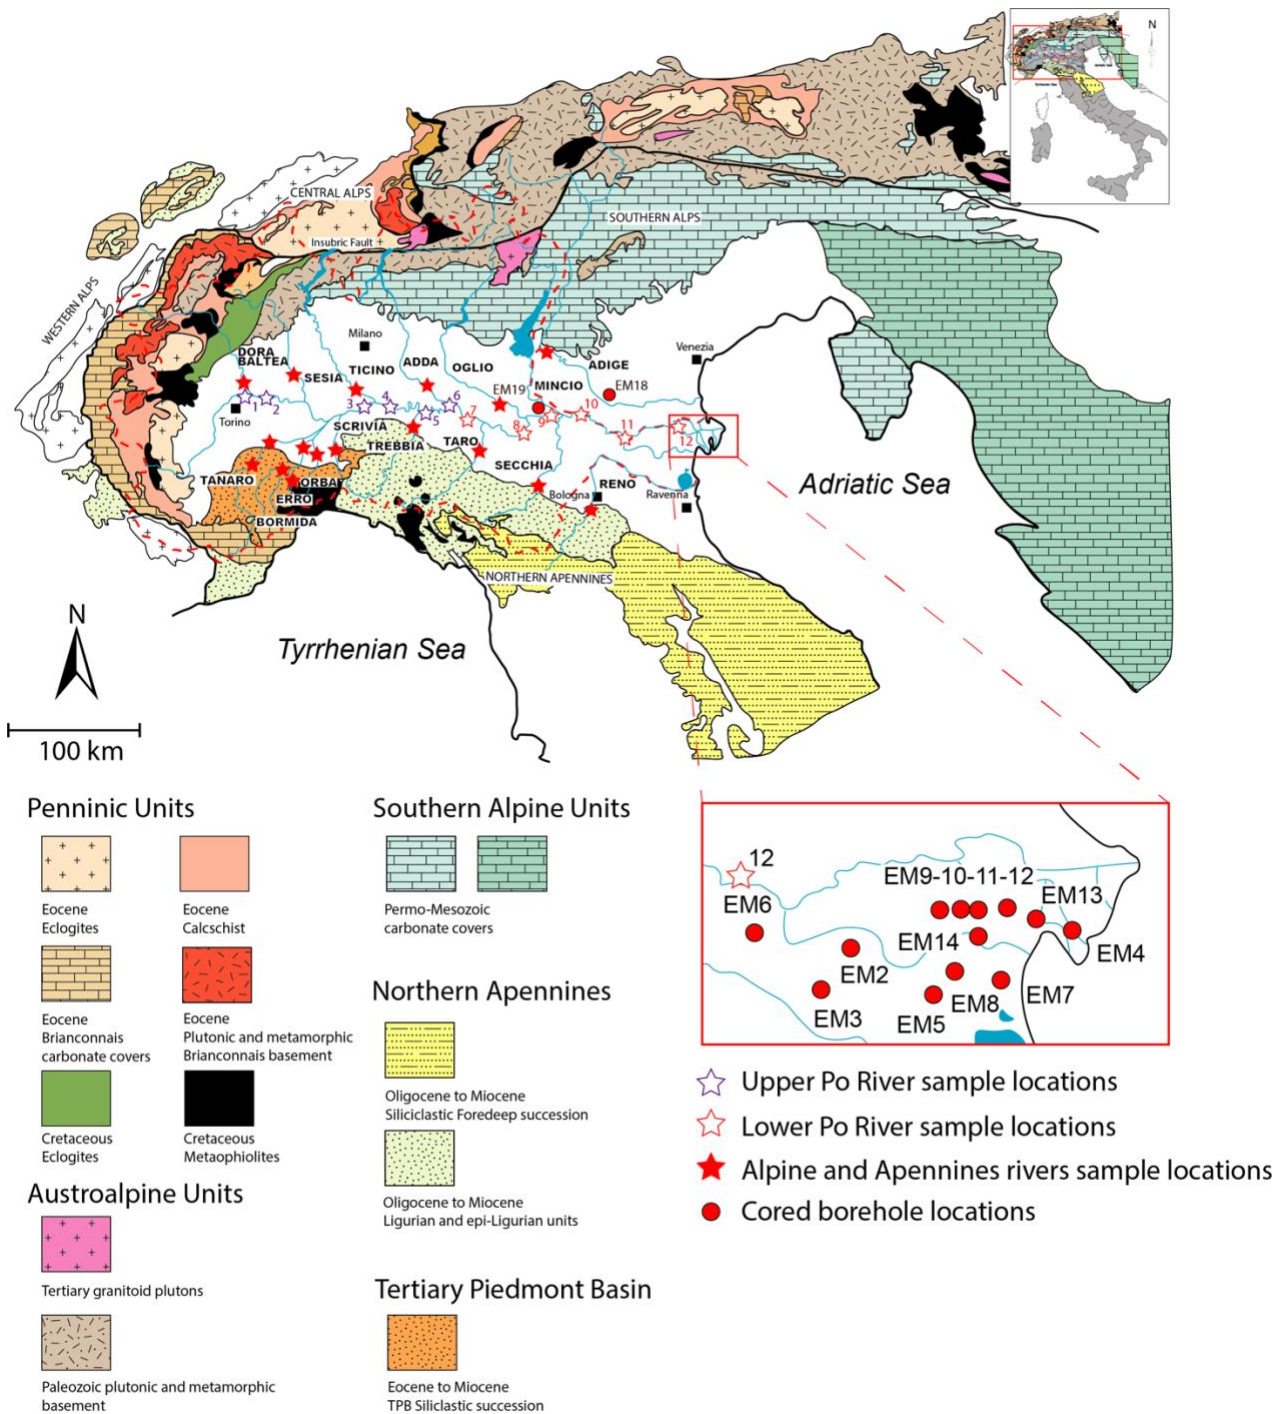 N
Adriatic Sea
Tyrrhenian Sea
CENTRAL ALPS
Insubric Fault
SOUTHERN ALPS
WESTERN ALPS
Milano
Venezia
DORA
BALTEA
SESIA
TICINO
ADDA
OGLIO
ADIGE
MINCIO
EM19
EM18
1
2
3
4
5
6
7
8
9
10
11
12
Torino
SCRIVIA
TREBBIA
TARO
SECCHIA
TANARO
ORBA
ERRO
BORMIDA
Bologna
RENO
Ravenna
Adriatic Sea
NORTHERN APENNINES
N
Tyrrhenian Sea
100 km
12
EM6
EM9-10-11-12
EM13
EM14
EM4
EM2
EM3
EM5
EM8
EM7
Upper Po River sample locations
Lower Po River sample locations
Alpine and Apennines rivers sample locations
Cored borehole locations
Penninic Units
Eocene
Eclogites
Eocene
Calcschist
Eocene
Brianconnais
carbonate covers
Eocene
Plutonic and metamorphic
Brianconnais basement
Cretaceous
Eclogites
Cretaceous
Metaophiolites
Austroalpine Units
Tertiary granitoid plutons
Paleozoic plutonic and metamorphic
basement
Southern Alpine Units
Permo-Mesozoic
carbonate covers
Northern Apennines
Oligocene to Miocene
Siliciclastic Foredeep succession
Oligocene to Miocene
Ligurian and epi-Ligurian units
Tertiary Piedmont Basin
Eocene to Miocene
TPB Siliclastic succession